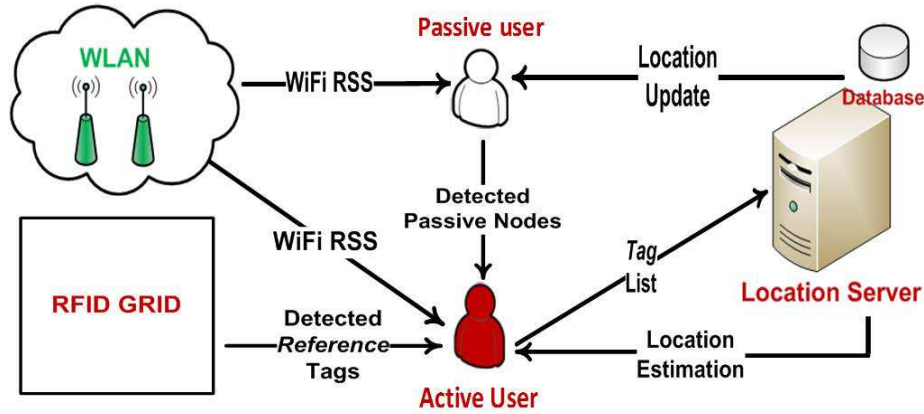 Passive user
WLAN
WiFi RSS
Location
Update
Database
Detected
Passive Nodes
WiFi RSS
Tag
List
RFID GRID
Location Server
Detected
Reference
Tags
Location
Estimation
Active User